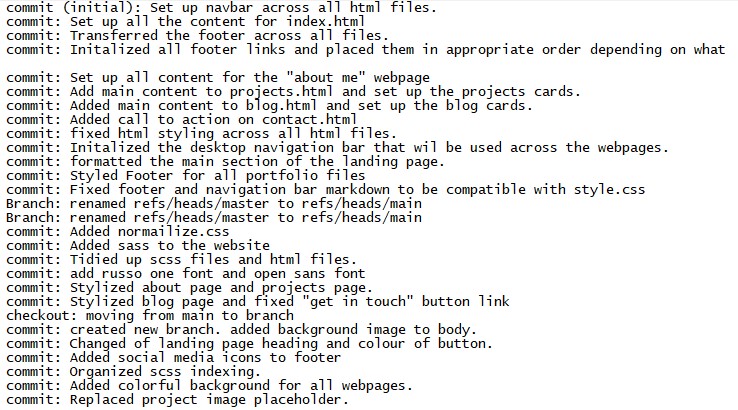 commit (initial): Set up navbar across all html files.
commit: Set up all the content for index.html
commit: Transferred the footer across all files.
commit: Initalized all footer links and placed them in appropriate order depending on what
commit: Set up all content for the "about me" webpage
commit: Add main content to projects.html and set up the projects cards.
commit: Added main content to blog.html and set up the blog cards.
commit: Added call to action on contact.html
commit: fixed html styling across all html files.
commit: Initalized the desktop navigation bar that wil be used across the webpages.
commit: formatted the main section of the landing page.
commit: Styled Footer for all portfolio files
commit: Fixed footer and navigation bar markdown to be compatible with style.css
Branch: renamed refs/heads/master to refs/heads/main
Branch: renamed refs/heads/master to refs/heads/main
commit: Added normailize.css
commit: Added sass to the website
commit: Tidied up scss files and html files.
commit: add russo one font and open sans font
commit: Stylized about page and projects page.
commit: Stylized blog page and fixed "get in touch" button link
checkout: moving from main to branch
commit: created new branch. added background image to body.
commit: Changed of landing page heading and colour of button.
commit: Added social media icons to footer
commit: Organized scss indexing.
commit: Added colorful background for all webpages.
commit: Replaced project image placeholder.